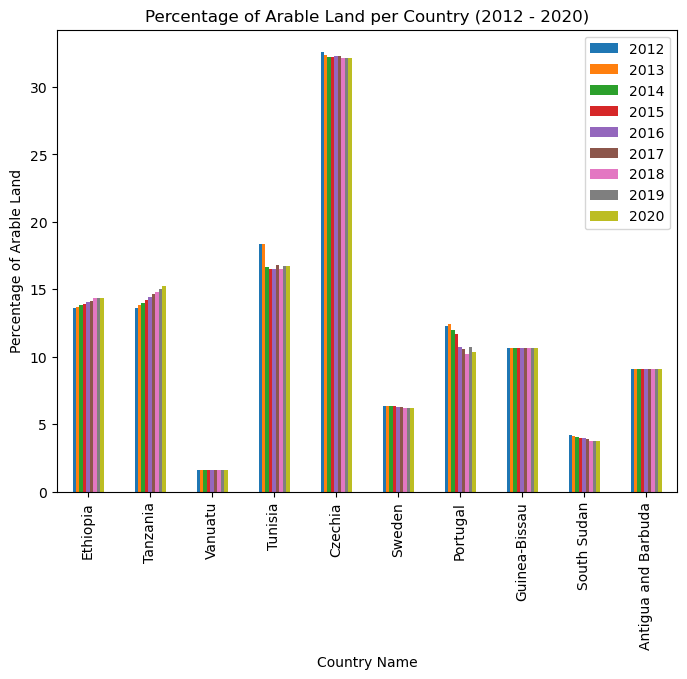 Percentage of Arable Land per Country (2012 - 2020)
2012
2013
2014
2015
2016
2017
2018
2019
2020
Percentage of Arable Land
30
25
20
15
10
5
0
Ethiopia
Tanzania
Vanuatu
Tunisia
Czechia
Sweden
Portugal
Guinea-Bissau
South Sudan
Antigua and Barbuda
Country Name